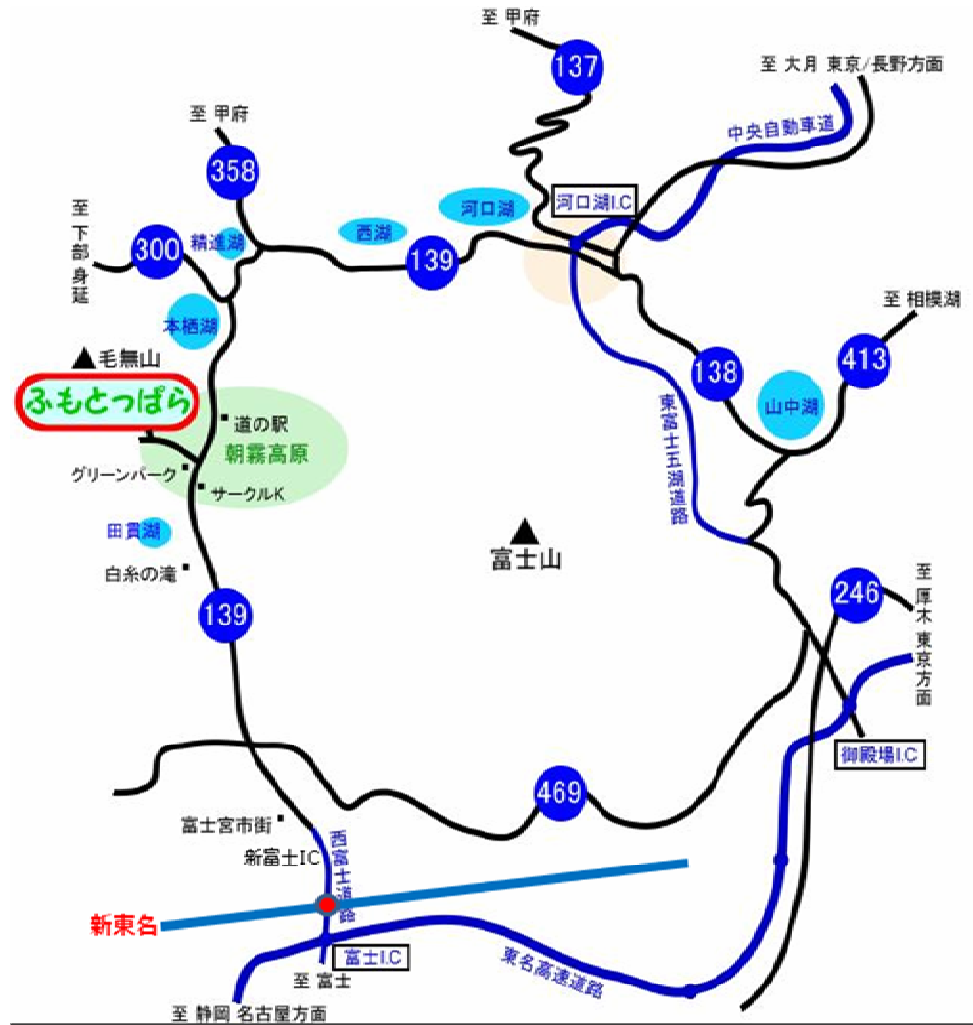 至 甲府
137
至 大月 東京/長野方面
中央自動車道
至 甲府
358
河口湖I.C
河口湖
西湖
精進湖
300
139
至下部身延
本栖湖
至 相模湖
413
138
山中湖
毛無山
ふもとっぱら
道の駅
朝霧高原
グリーンパーク
サークルK
東富士五湖道路
田貫湖
白糸の滝
富士山
139
246
至厚木
東京方面
御殿場I.C
469
富士宮市街
新富士IC
西富士道路
新東名
富士I.C
東名高速道路
至 富士
至 静岡 名古屋方面